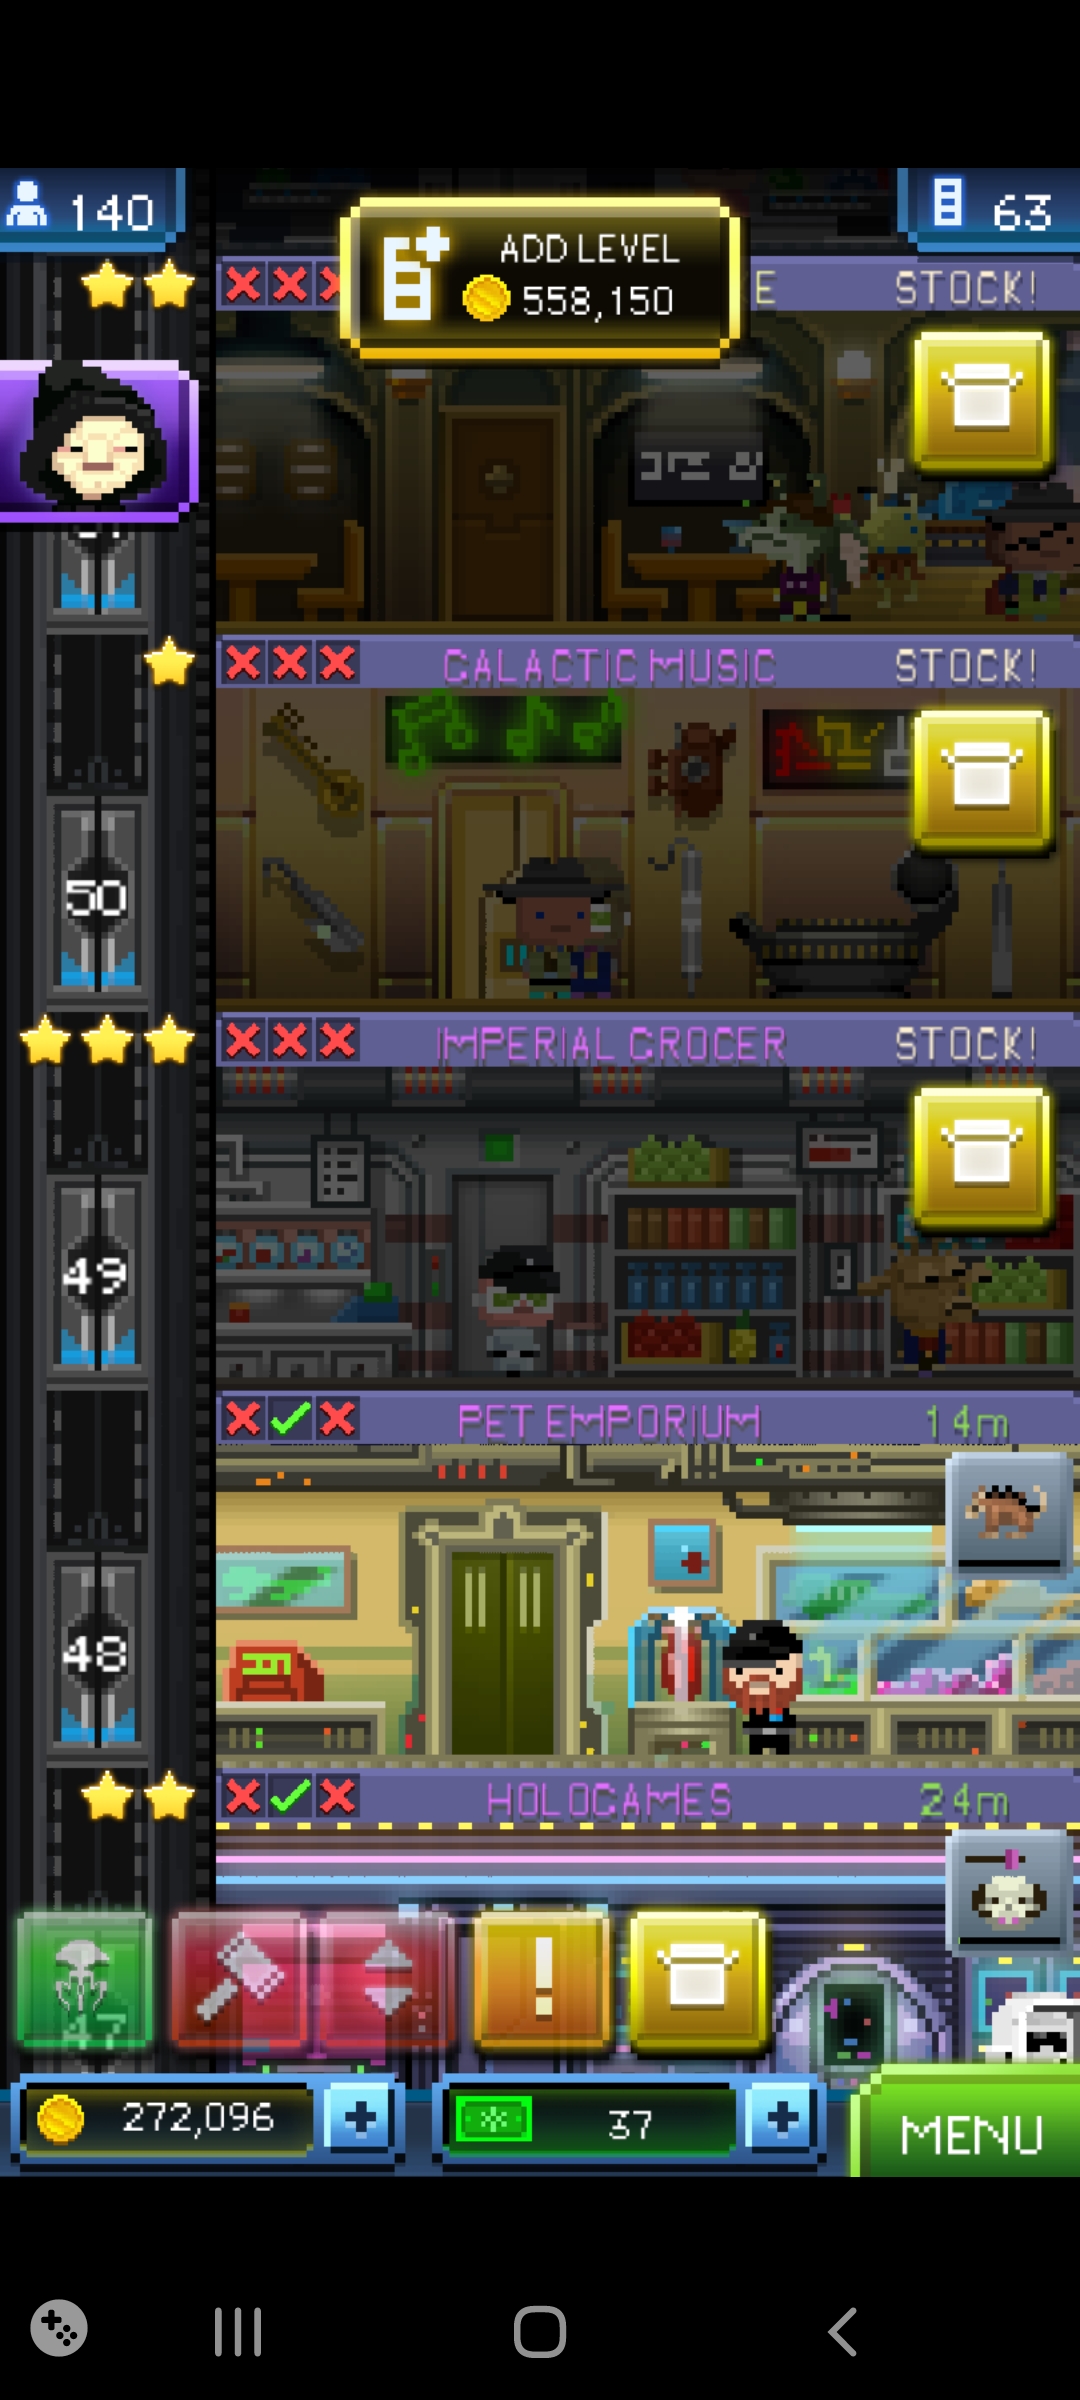 140
63
ADD LEVEL
558,150
E STOCK!
GALACTIC MUSIC STOCK!
50
IMPERIAL GROCER STOCK!
49
PET EMPORIUM 14m
48
HOLOGAMES 24m
!
47
272,096 +
37 +
MENU